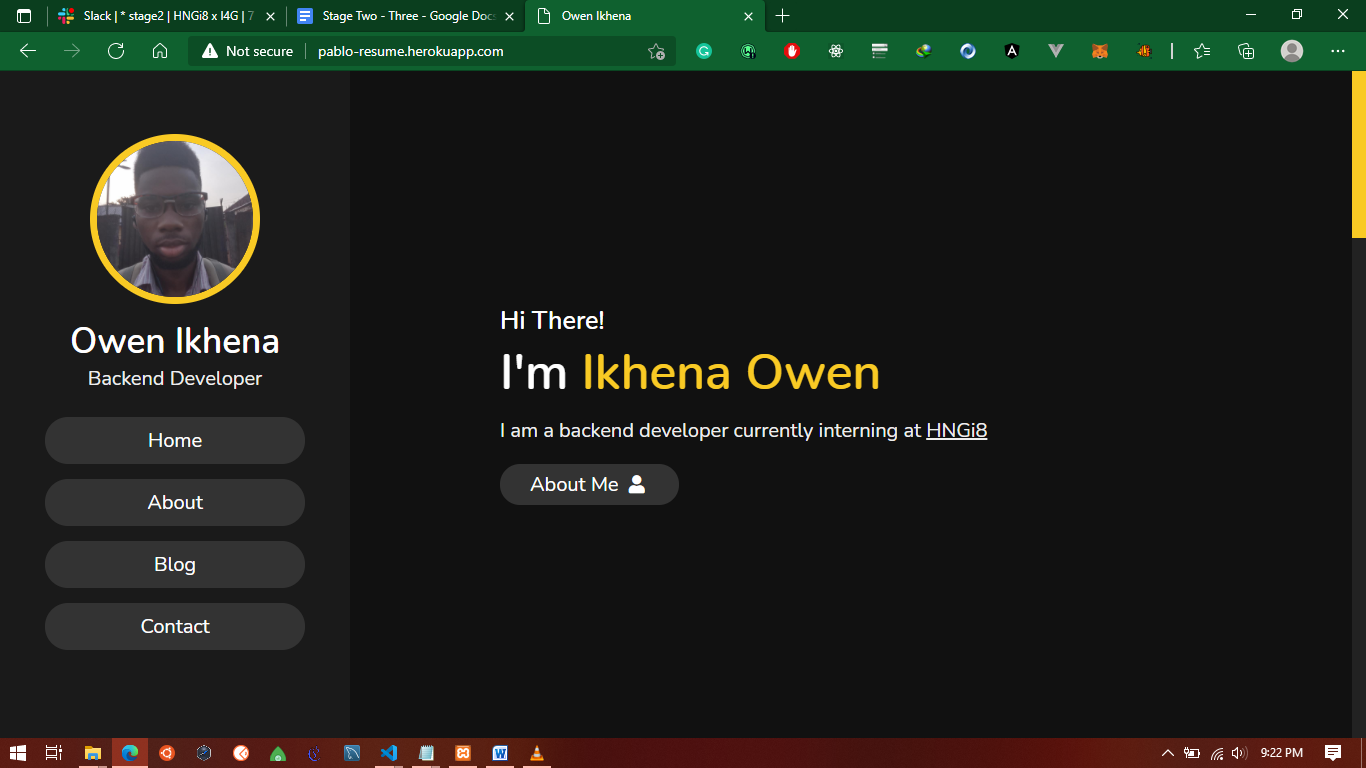 Slack | * stage2 | HNGi8 x I4G | 7
Stage Two - Three - Google Docs
Owen Ikhena
Not secure
pablo-resume.herokuapp.com
Owen Ikhena
Backend Developer
Home
About
Blog
Contact
Hi There!
I'm Ikhena Owen
I am a backend developer currently interning at HNGi8
About Me
9:22 PM